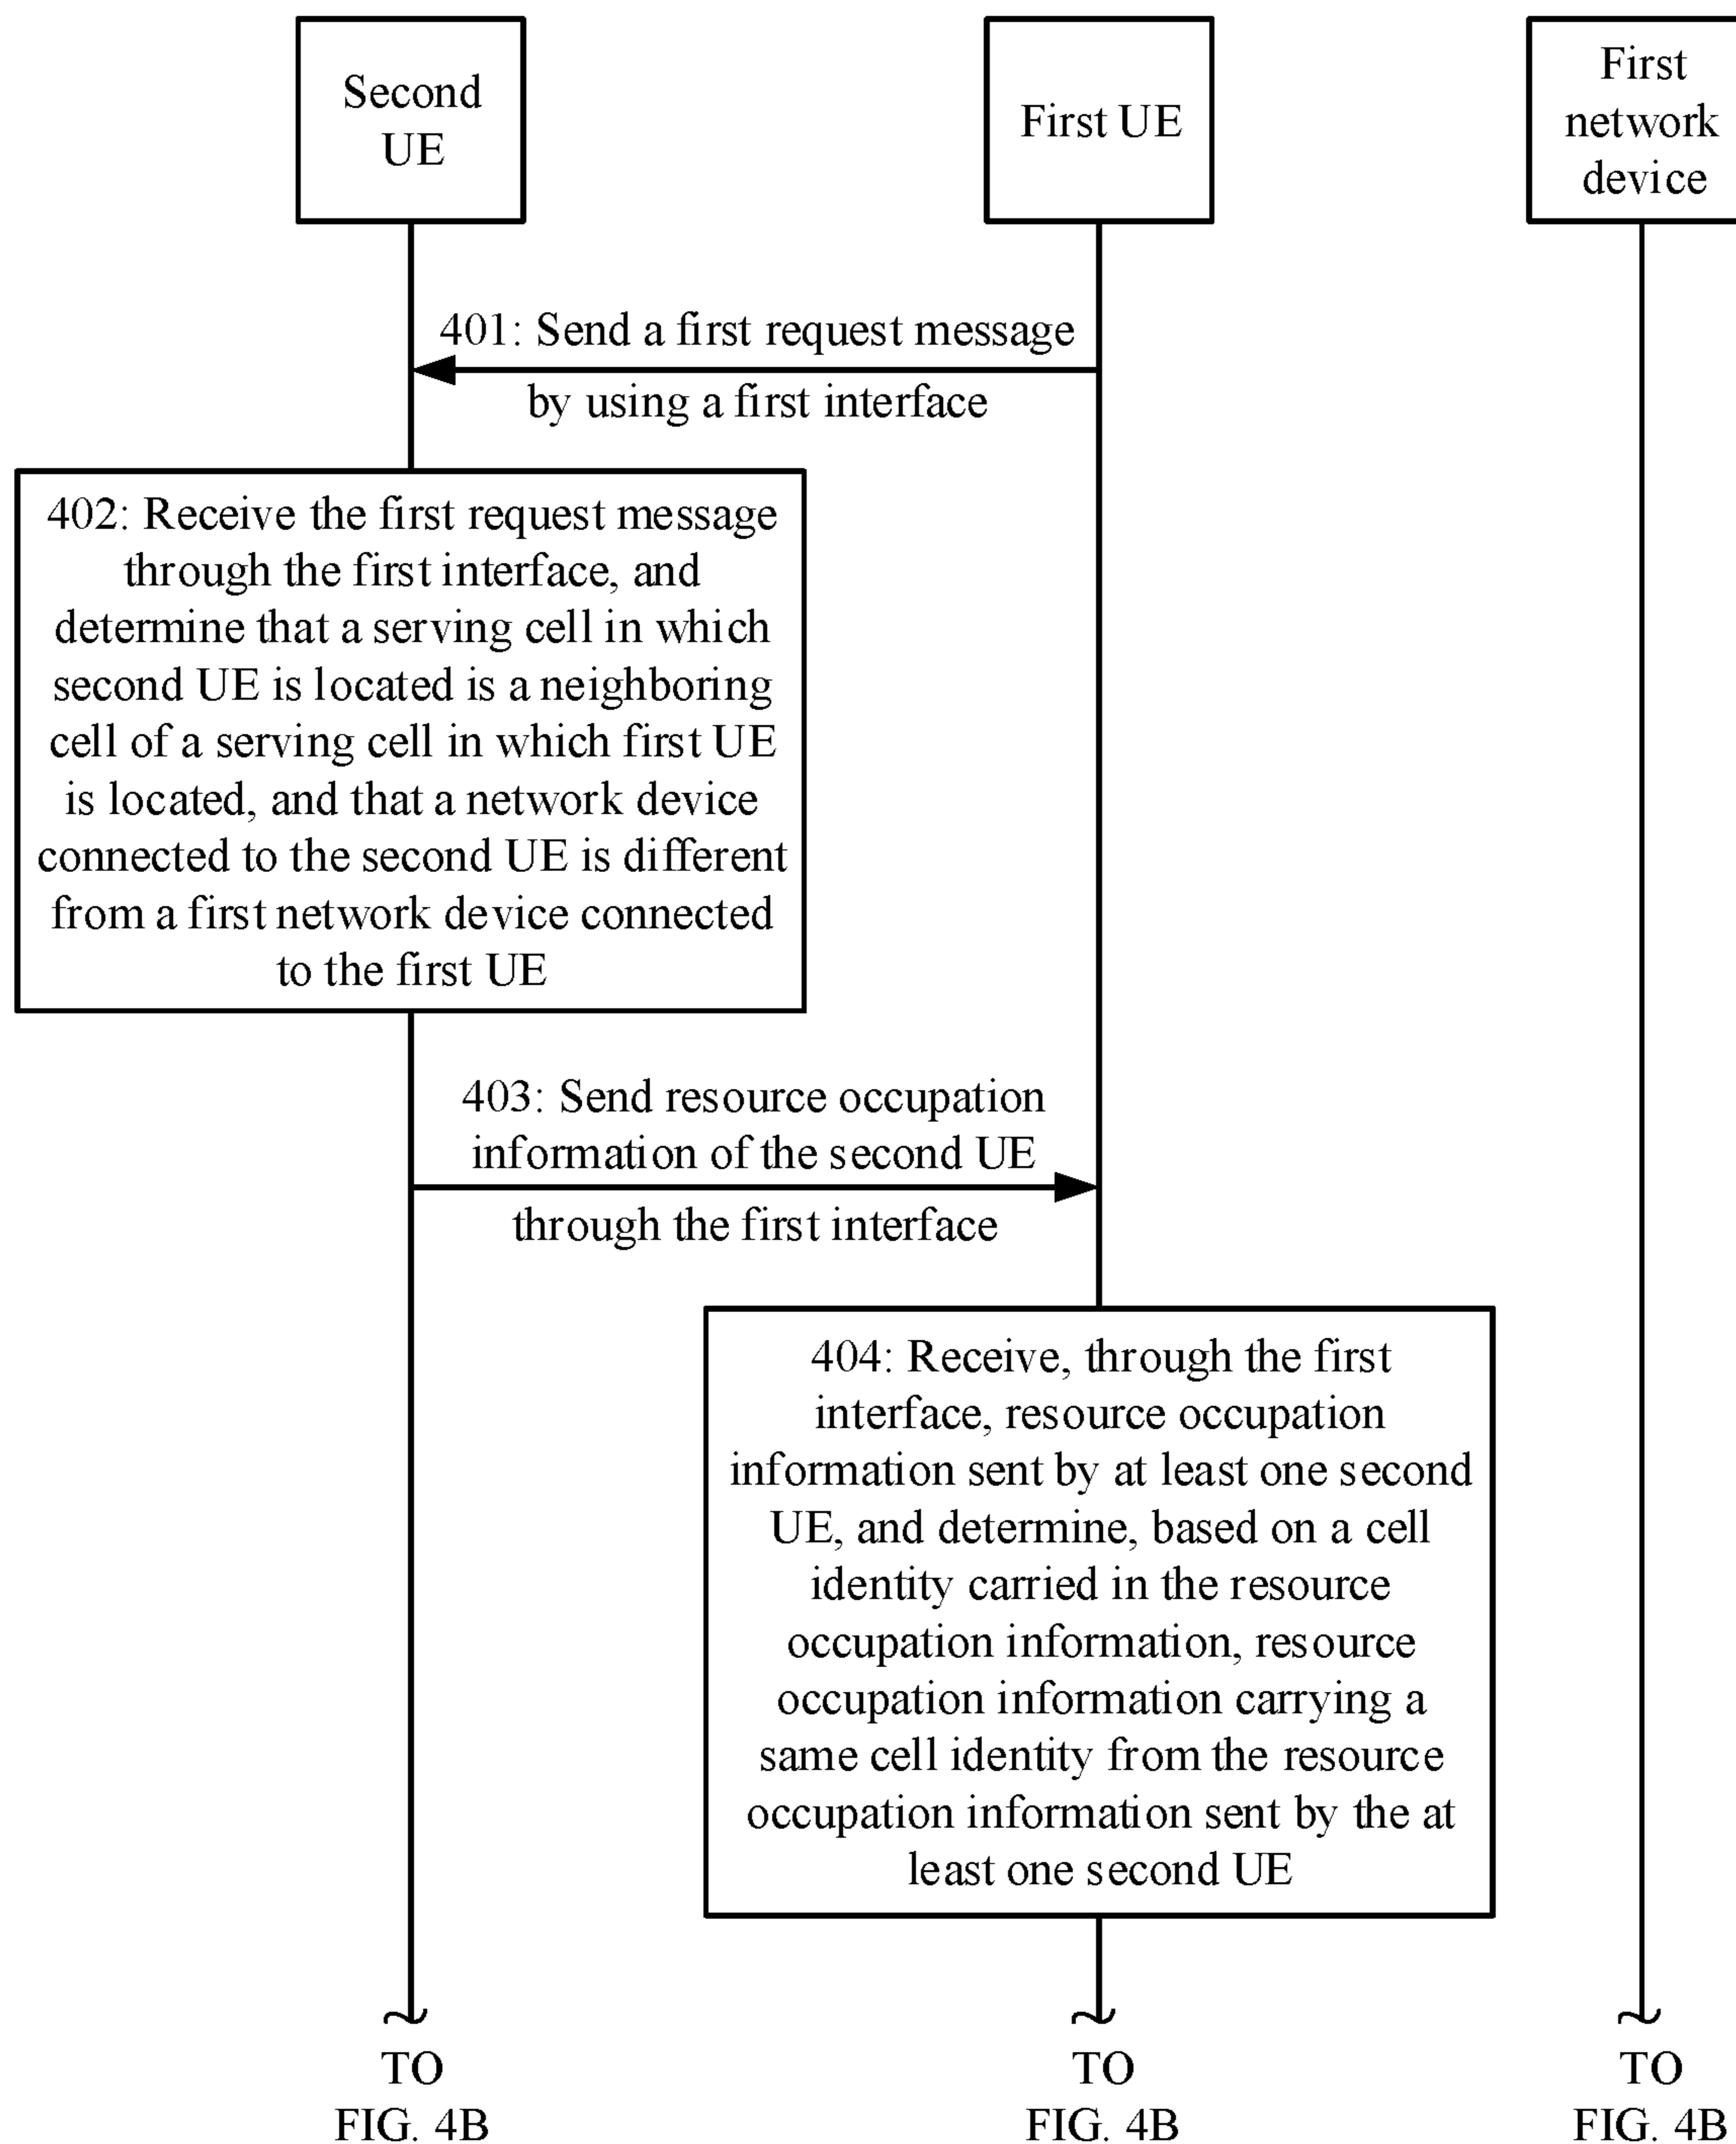 Second
UE
First UE
First
network
device
401: Send a first request message
by using a first interface
402: Receive the first request message
through the first interface, and
determine that a serving cell in which
second UE is located is a neighboring
cell of a serving cell in which first UE
is located, and that a network device
connected to the second UE is different
from a first network device connected
to the first UE
403: Send resource occupation
information of the second UE
through the first interface
404: Receive, through the first
interface, resource occupation
information sent by at least one second
UE, and determine, based on a cell
identity carried in the resource
occupation information, resource
occupation information carrying a
same cell identity from the resource
occupation information sent by the at
least one second UE
TO
FIG. 4B
TO
FIG. 4B
TO
FIG. 4B